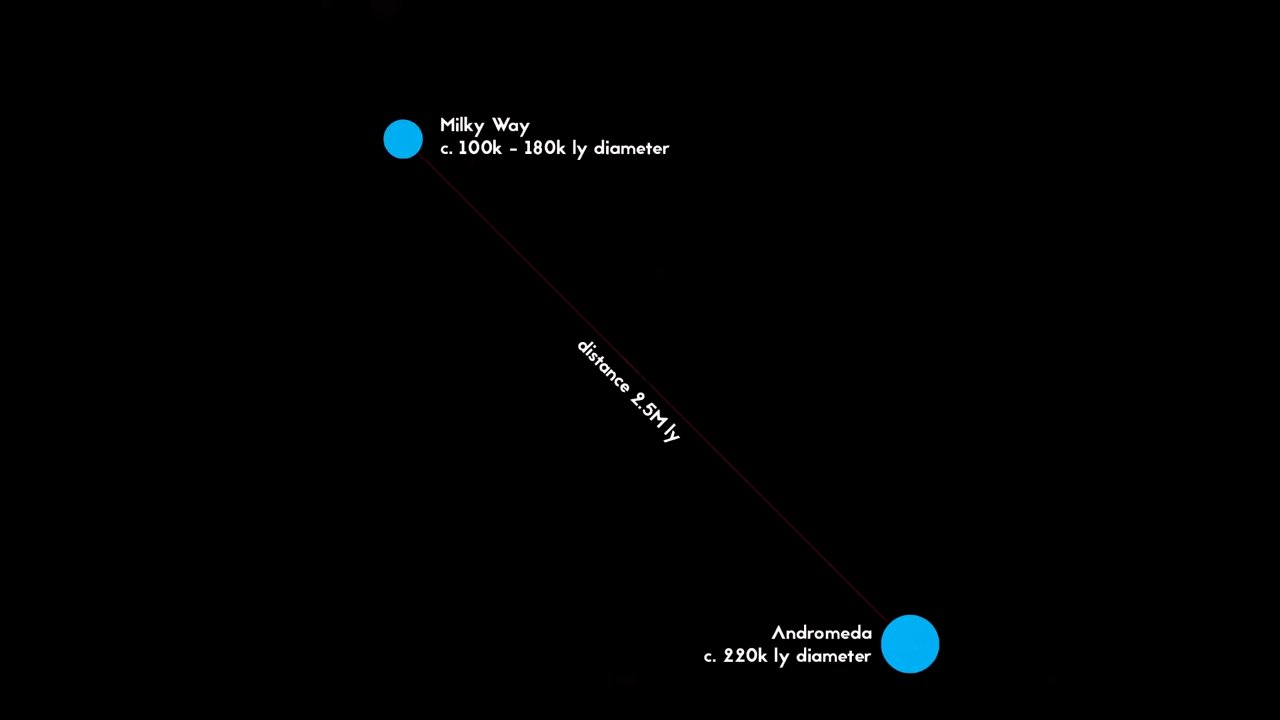 Milky Way
c. 100k - 180k ly diameter
distance 2.5M ly
Andromeda
c. 220k ly diameter